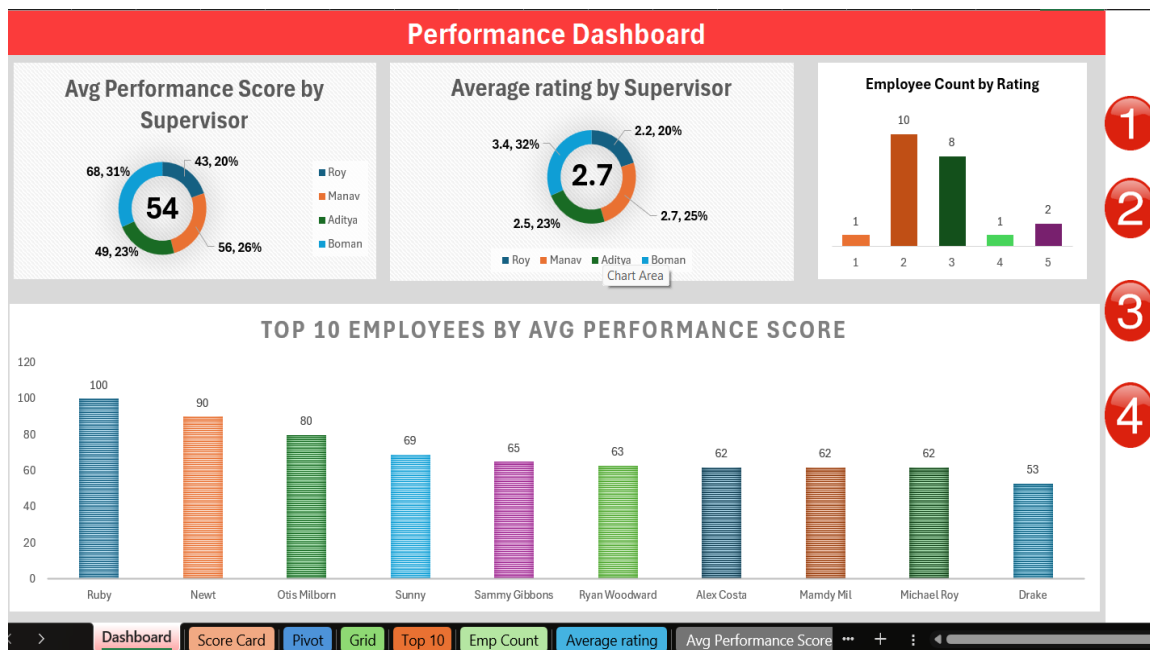 Performance Dashboard
Avg Performance Score by
Supervisor
54
43, 20%
56, 26%
49, 23%
68, 31%
Roy
Manav
Aditya
Boman
Average rating by Supervisor
2.7
2.2, 20%
2.7, 25%
2.5, 23%
3.4, 32%
Roy Manav Aditya Boman
Chart Area
Employee Count by Rating
1 10 8 1 2
1 2 3 4 5
1
2
3
4
TOP 10 EMPLOYEES BY AVG PERFORMANCE SCORE
120
100
80
60
40
20
0
100 90 80 69 65 63 62 62 62 53
Ruby Newt Otis Milborn Sunny Sammy Gibbons Ryan Woodward Alex Costa Mamdy Mil Michael Roy Drake
Dashboard Score Card Pivot Grid Top 10 Emp Count Average rating Avg Performance Score